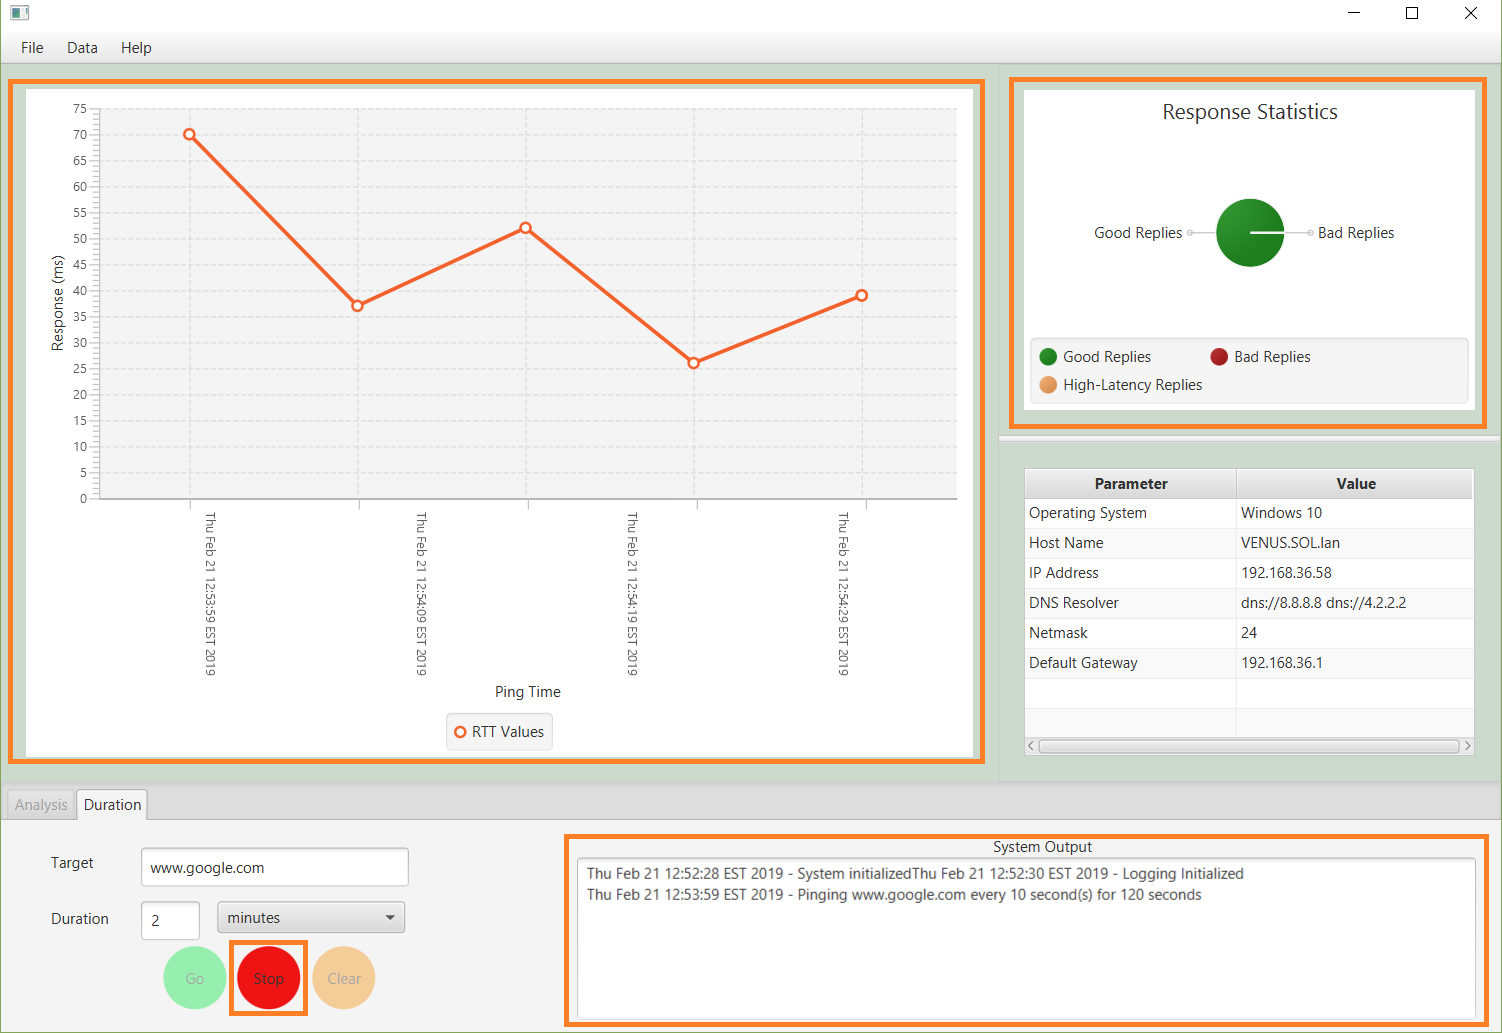 File Data Help
75
70
65
60
55
50
45
40
35
30
25
20
15
10
5
0
Response (ms)
Thu Feb 21 12:53:59 EST 2019
Thu Feb 21 12:54:09 EST 2019
Thu Feb 21 12:54:19 EST 2019
Thu Feb 21 12:54:29 EST 2019
Ping Time
RTT Values
Response Statistics
Good Replies
Bad Replies
Good Replies Bad Replies
High-Latency Replies
Parameter Value
Operating System Windows 10
Host Name VENUS.SOL.lan
IP Address 192.168.36.58
DNS Resolver dns://8.8.8.8 dns://4.2.2.2
Netmask 24
Default Gateway 192.168.36.1
Analysis Duration
Target www.google.com
Duration 2 minutes
Go Stop Clear
System Output
Thu Feb 21 12:52:28 EST 2019 - System initializedThu Feb 21 12:52:30 EST 2019 - Logging Initialized
Thu Feb 21 12:53:59 EST 2019 - Pinging www.google.com every 10 second(s) for 120 seconds